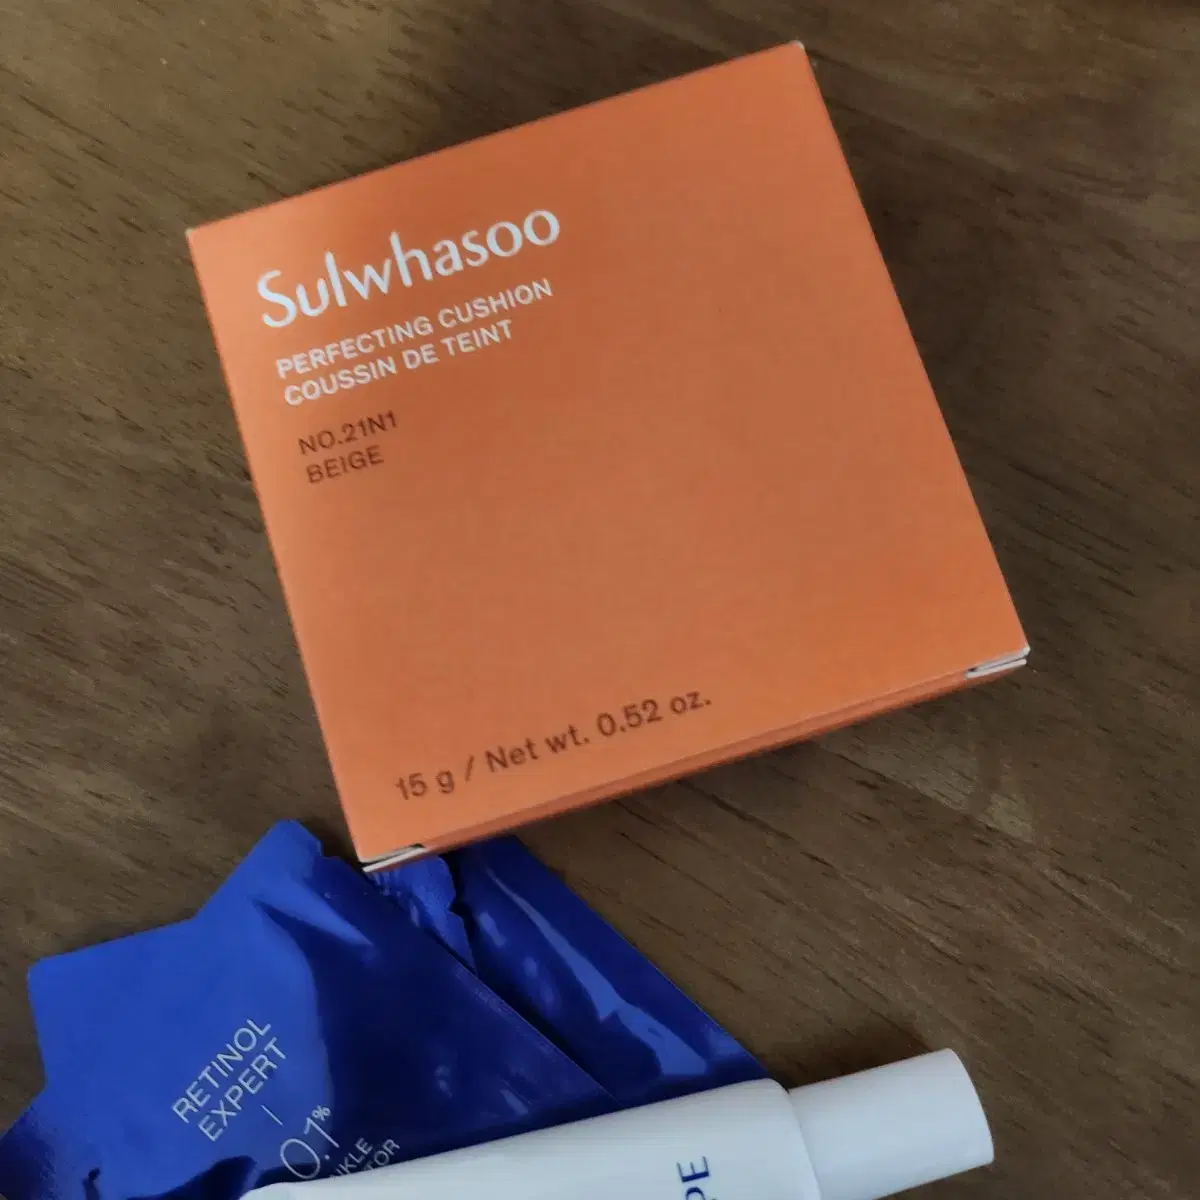 Sulwhasoo
PERFECTING CUSHION
COUSSIN DE TEINT
NO.21N1
BEIGE
15 g / Net wt. 0.52 oz.
RETINOL
EXPERT
0.1%